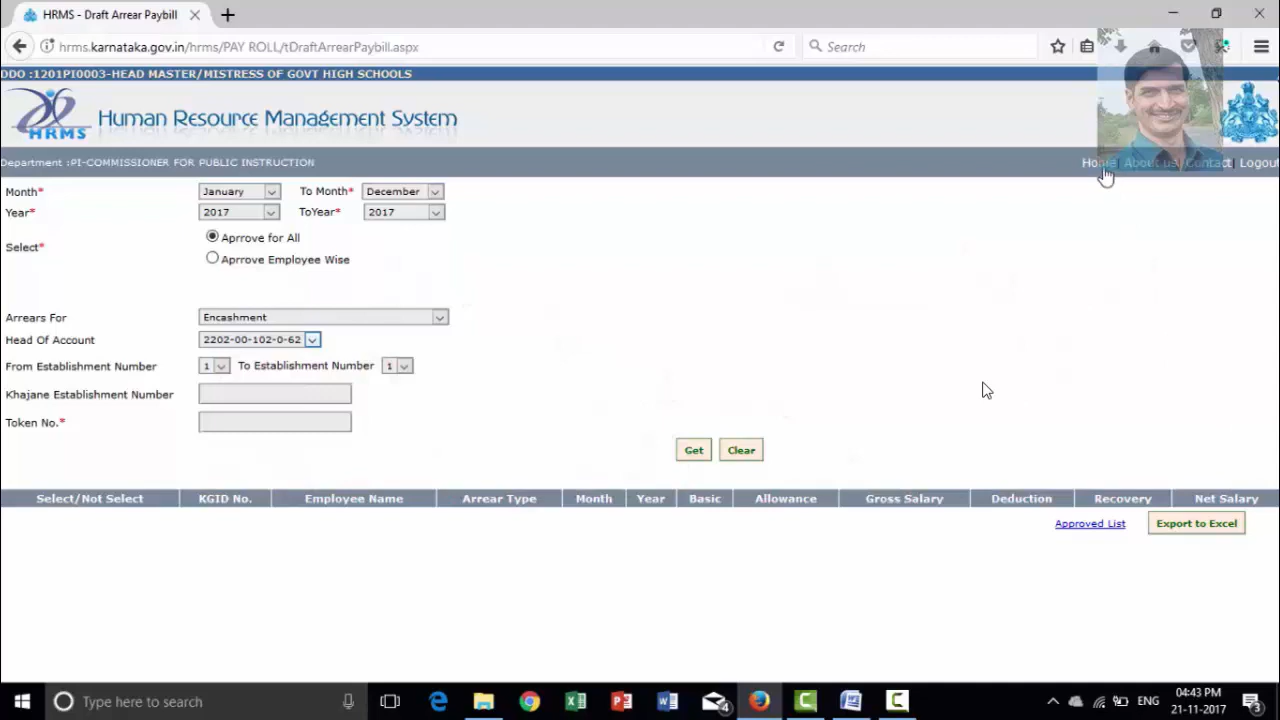 HRMS - Draft Arrear Paybill
hrms.karnataka.gov.in/hrms/PAY ROLL/tDraftArrearPaybill.aspx
Search
DDO :1201PI0003-HEAD MASTER/MISTRESS OF GOVT HIGH SCHOOLS
HRMS Human Resource Management System
Department :PI-COMMISSIONER FOR PUBLIC INSTRUCTION
Home| About us| Contact| Logout
Month* January To Month* December
Year* 2017 ToYear* 2017
Select*
Aprrove for All
Aprrove Employee Wise
Arrears For Encashment
Head Of Account 2202-00-102-0-62
From Establishment Number 1 To Establishment Number 1
Khajane Establishment Number
Token No.*
Get Clear
Select/Not Select KGID No. Employee Name Arrear Type Month Year Basic Allowance Gross Salary Deduction Recovery Net Salary
Approved List Export to Excel
Type here to search
4
ENG
04:43 PM
21-11-2017
3